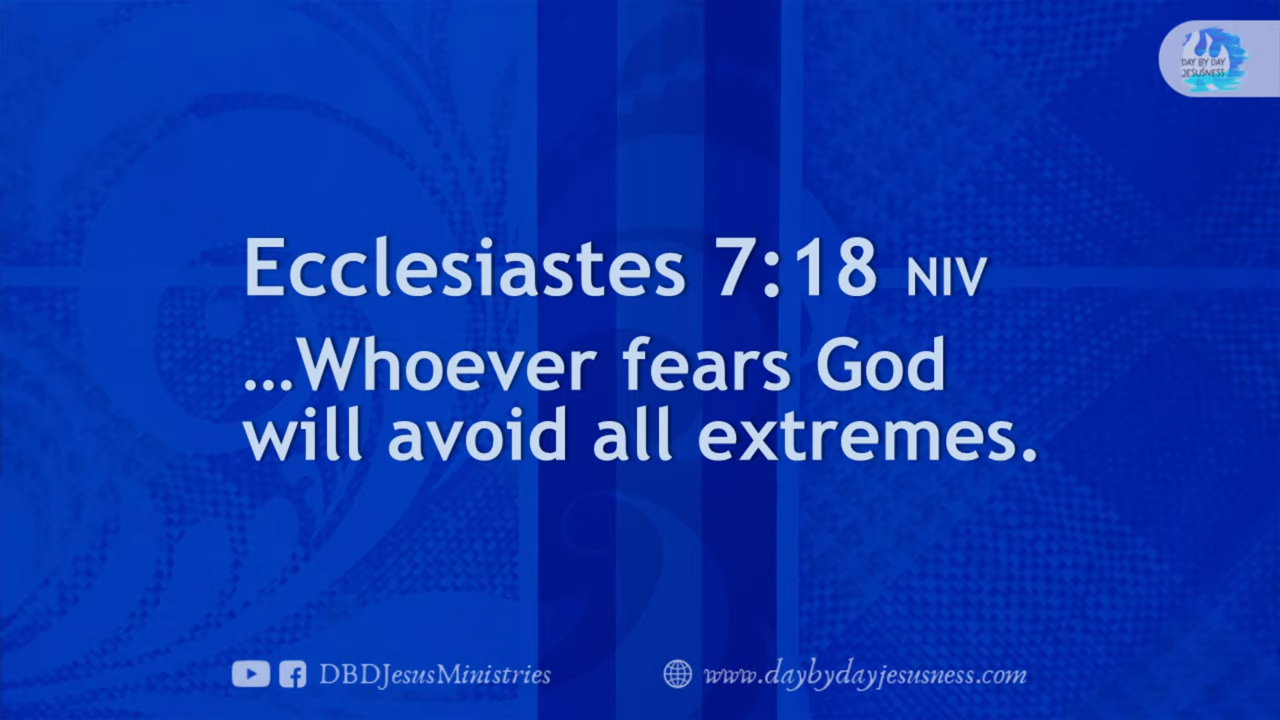 DAY BY DAY
JESUSNESS
Ecclesiastes 7:18 NIV
...Whoever fears God
will avoid all extremes.
DBDJesusMinistries
www.daybydayjesusness.com